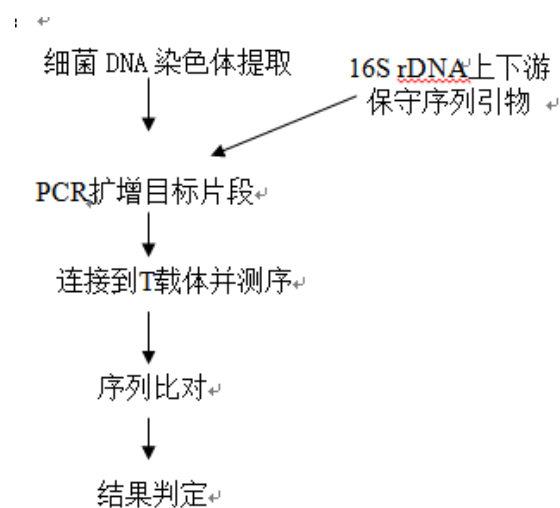 :
细菌 DNA 染色体提取
16S rDNA上下游
保守序列引物
PCR扩增目标片段
连接到T载体并测序
序列比对
结果判定